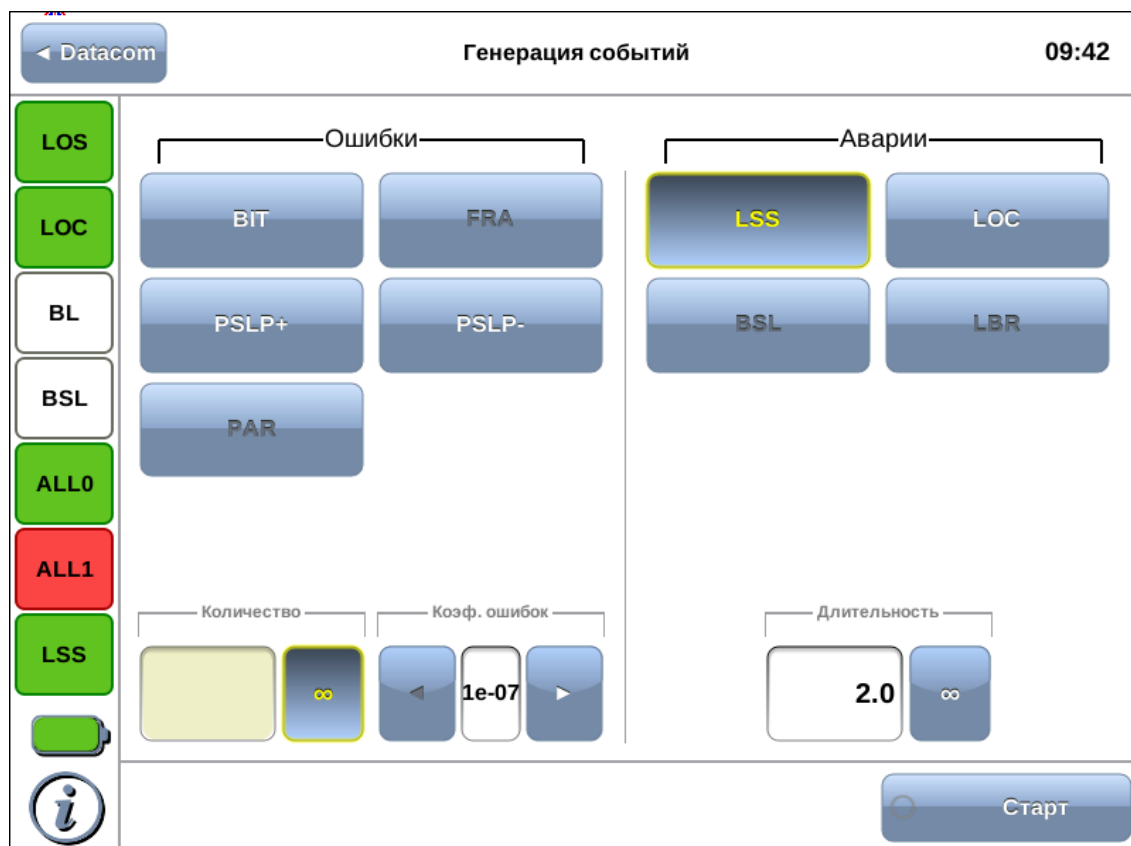 ◄ Datacom
Генерация событий
09:42
LOS
LOC
BL
BSL
ALL0
ALL1
LSS
Ошибки
BIT
FRA
PSLP+
PSLP-
PAR
Аварии
LSS
LOC
BSL
LBR
Количество
∞
Коэф. ошибок
◄
1e-07
►
Длительность
2.0
∞
i
Старт